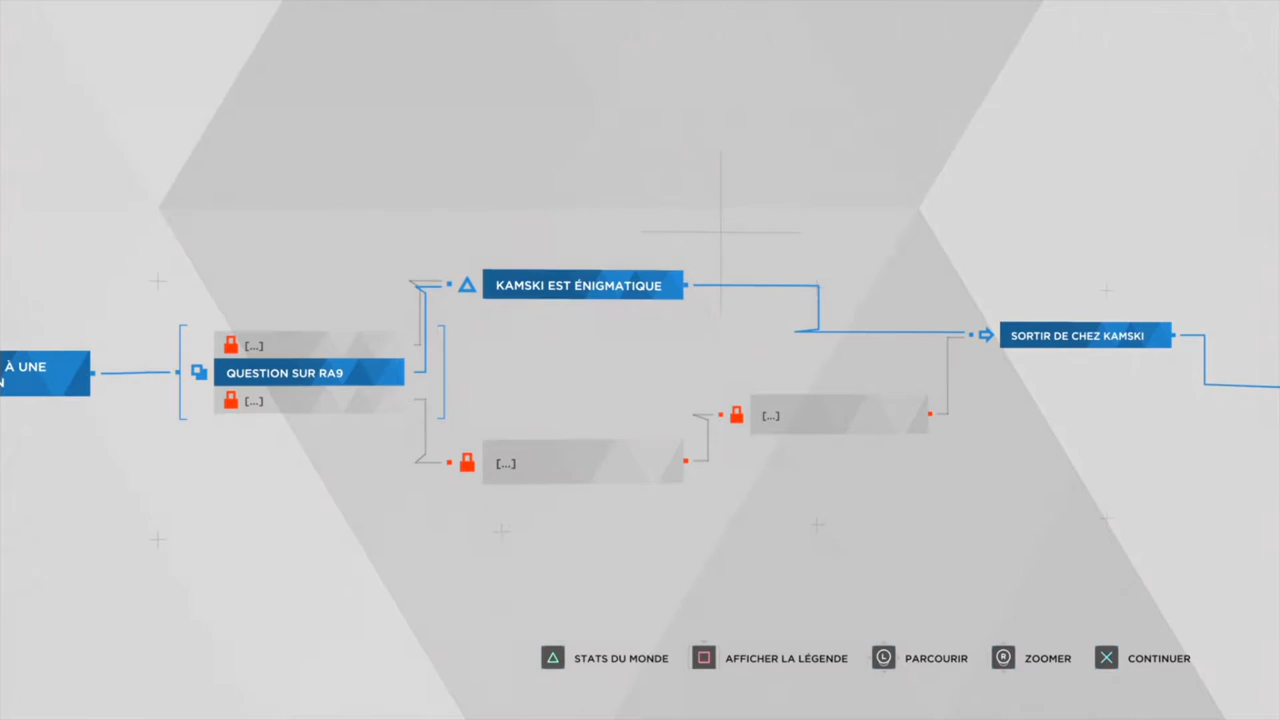 À UNE
N
[...]
QUESTION SUR RA9
[...]
KAMSKI EST ÉNIGMATIQUE
[...]
[...]
SORTIR DE CHEZ KAMSKI
STATS DU MONDE
AFFICHER LA LÉGENDE
L PARCOURIR
R ZOOMER
CONTINUER